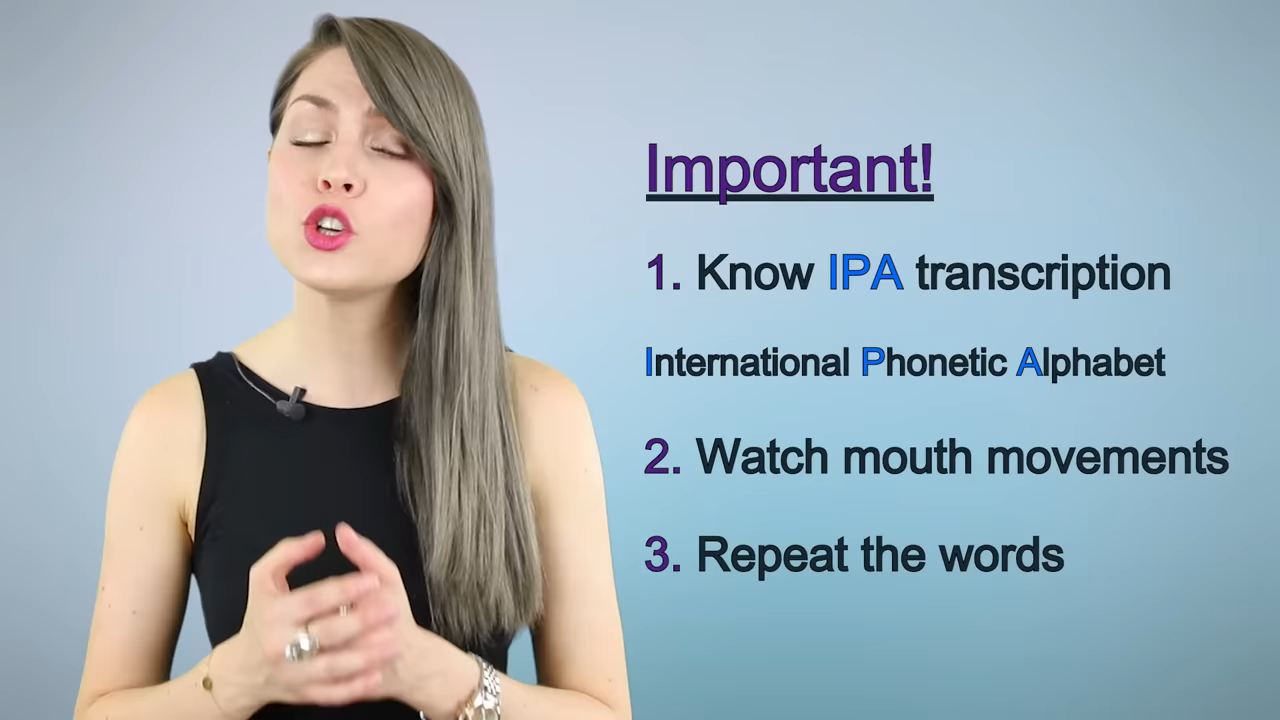 Important!
1. Know IPA transcription
International Phonetic Alphabet
2. Watch mouth movements
3. Repeat the words